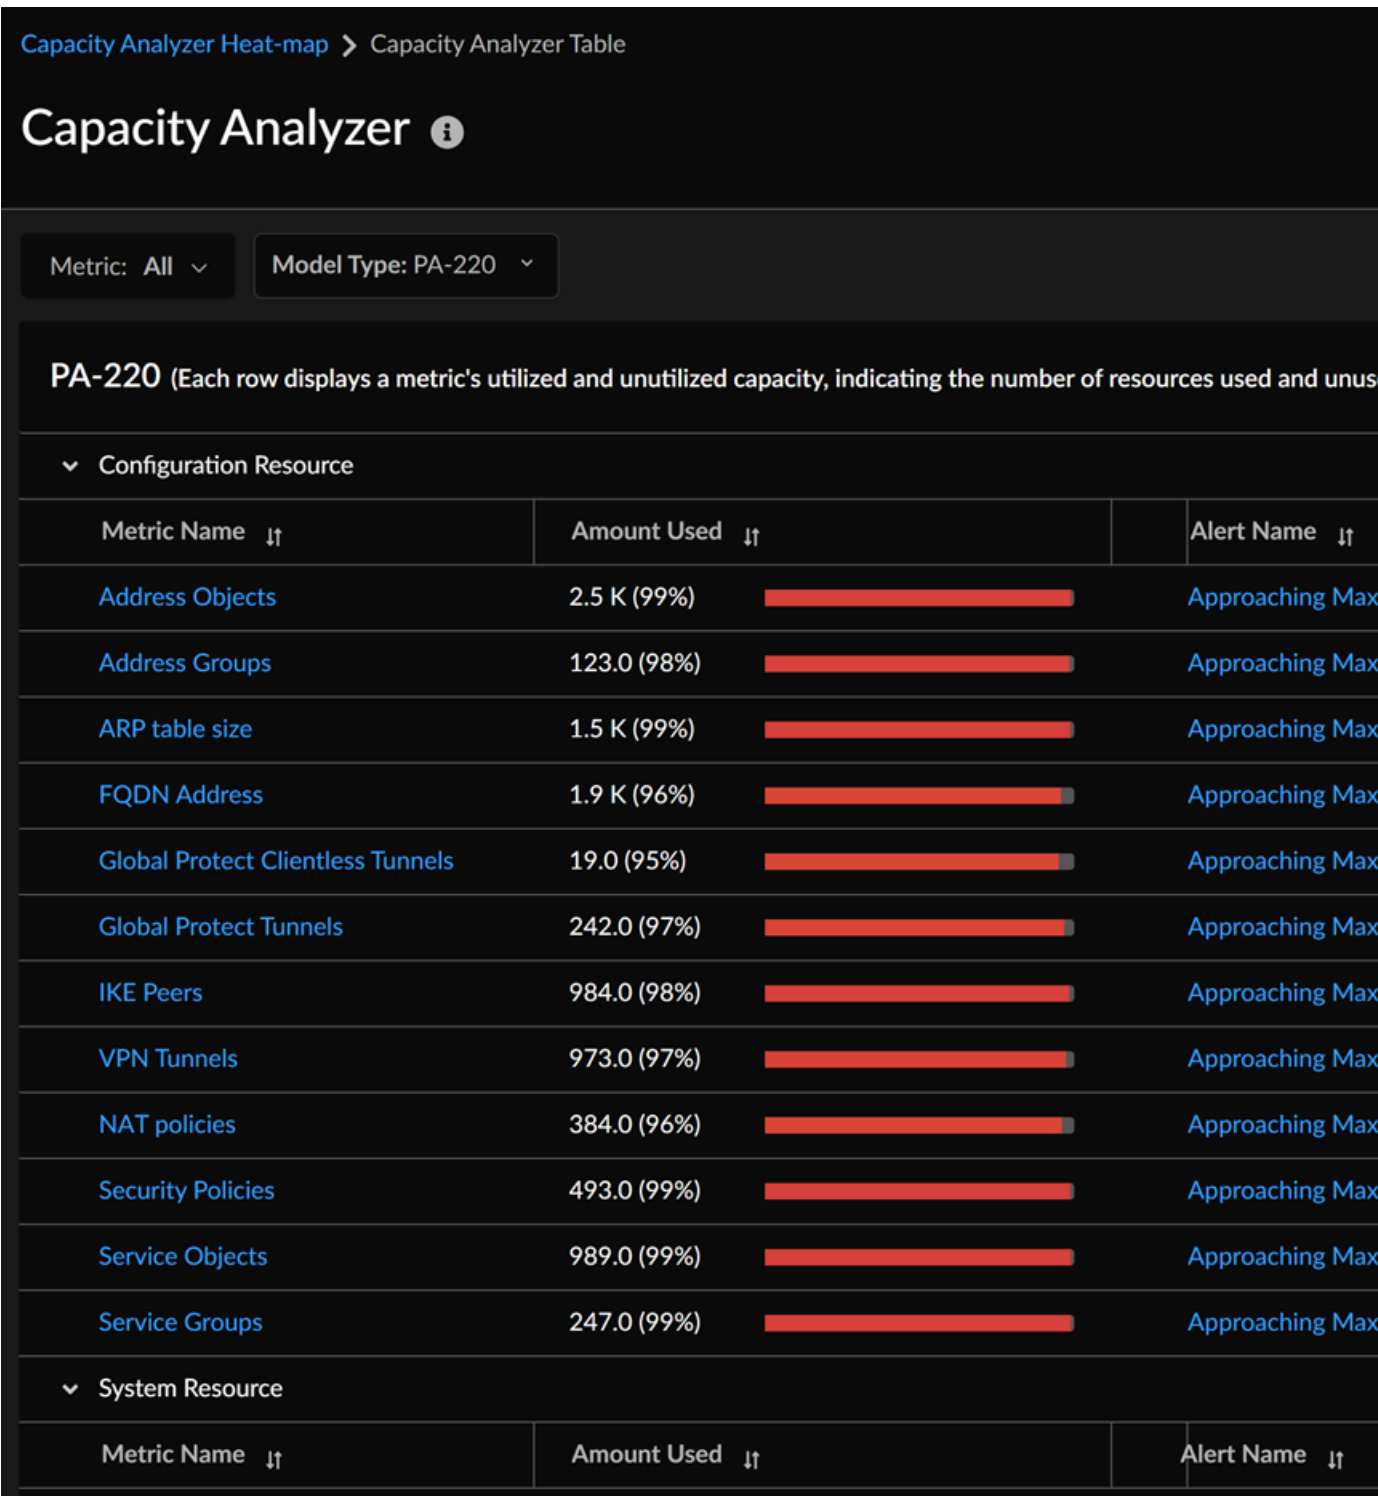 Capacity Analyzer Heat-map > Capacity Analyzer Table
Capacity Analyzer
Metric: All
Model Type: PA-220
PA-220 (Each row displays a metric's utilized and unutilized capacity, indicating the number of resources used and unus
Configuration Resource
Metric Name Amount Used Alert Name
Address Objects 2.5 K (99%) Approaching Max
Address Groups 123.0 (98%) Approaching Max
ARP table size 1.5 K (99%) Approaching Max
FQDN Address 1.9 K (96%) Approaching Max
Global Protect Clientless Tunnels 19.0 (95%) Approaching Max
Global Protect Tunnels 242.0 (97%) Approaching Max
IKE Peers 984.0 (98%) Approaching Max
VPN Tunnels 973.0 (97%) Approaching Max
NAT policies 384.0 (96%) Approaching Max
Security Policies 493.0 (99%) Approaching Max
Service Objects 989.0 (99%) Approaching Max
Service Groups 247.0 (99%) Approaching Max
System Resource
Metric Name Amount Used Alert Name